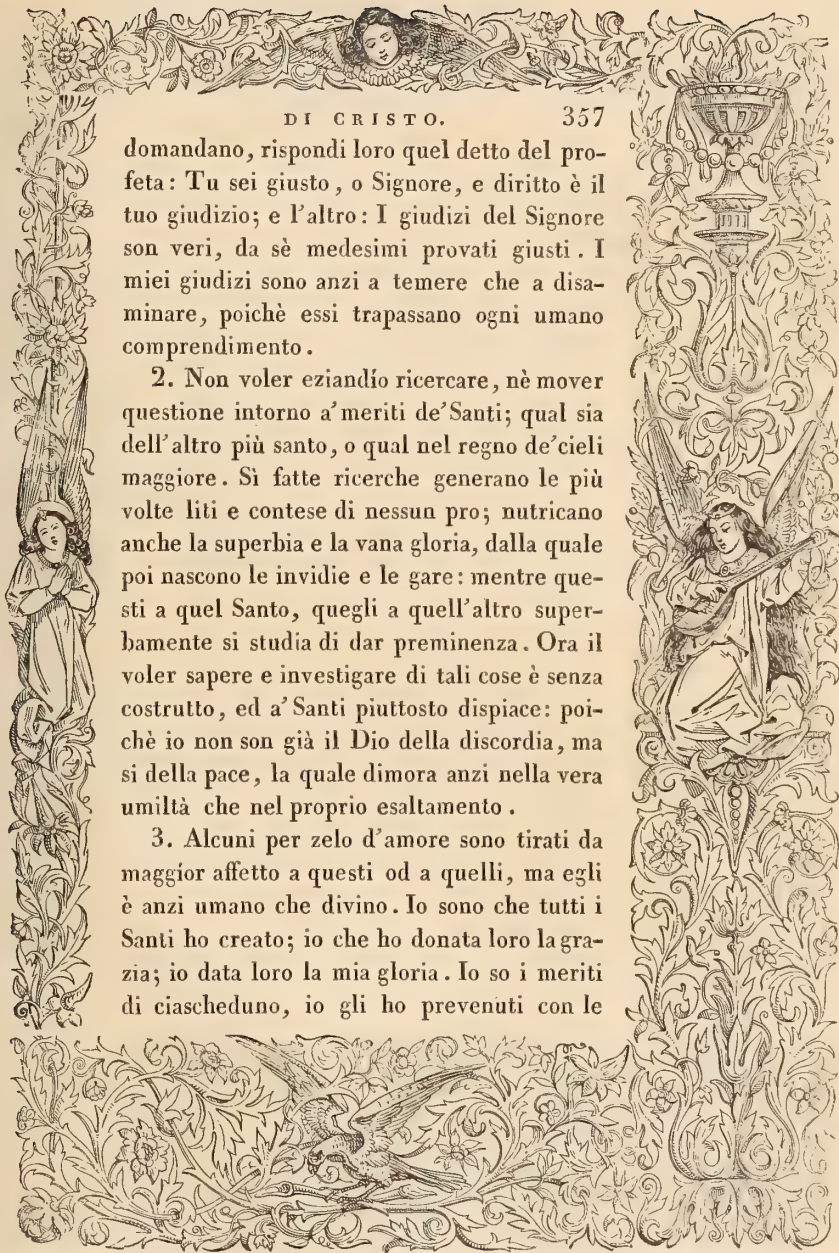 DI CRISTO. 357
domandano, rispondi loro quel detto del pro-
feta: Tu sei giusto, o Signore, e diritto è il
tuo giudizio; e l'altro: I giudizi del Signore
son veri, da sè medesimi provati giusti. I
miei giudizi sono anzi a temere che a disa-
minare, poichè essi trapassano ogni umano
comprendimento.
2. Non voler eziandío ricercare, nè mover
questione intorno a' meriti de' Santi; qual sia
dell'altro più santo, o qual nel regno de' cieli
maggiore. Sì fatte ricerche generano le più
volte liti e contese di nessun pro; nutricano
anche la superbia e la vana gloria, dalla quale
poi nascono le invidie e le gare: mentre que-
sti a quel Santo, quegli a quell'altro super-
bamente si studia di dar preminenza. Ora il
voler sapere e investigare di tali cose è senza
costrutto, ed a' Santi piuttosto dispiace: poi-
chè io non son già il Dio della discordia, ma
si della pace, la quale dimora anzi nella vera
umiltà che nel proprio esaltamento.
3. Alcuni per zelo d'amore sono tirati da
maggior affetto a questi od a quelli, ma egli
è anzi umano che divino. Io sono che tutti i
Santi ho creato; io che ho donata loro la gra-
zia; io data loro la mia gloria. Io so i meriti
di ciascheduno, io gli ho prevenuti con le